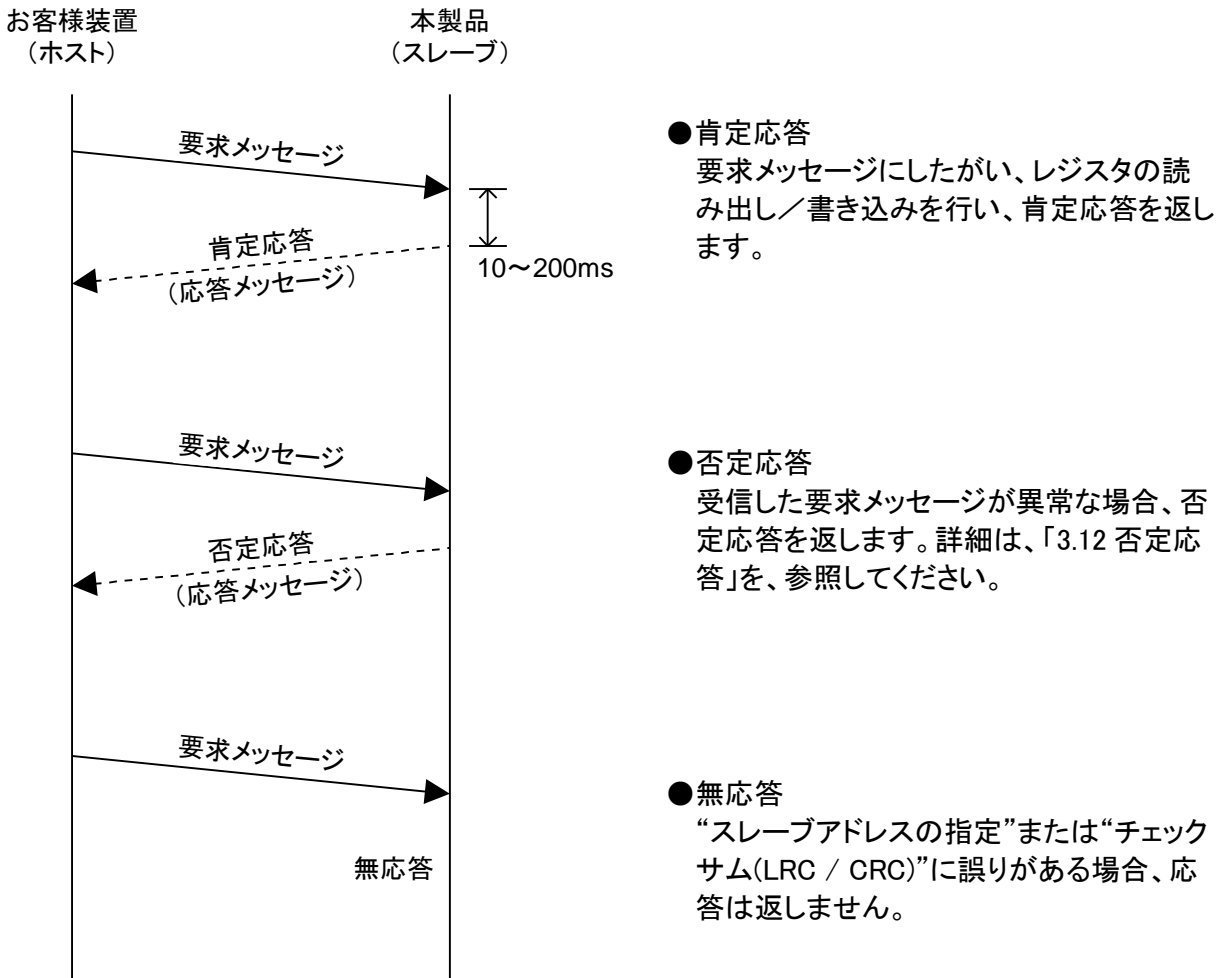 お客様装置
（ホスト）
本製品
（スレーブ）
要求メッセージ
肯定応答
（応答メッセージ）
10～200ms
●肯定応答
要求メッセージにしたがい、レジスタの読
み出し／書き込みを行い、肯定応答を返し
ます。
要求メッセージ
否定応答
（応答メッセージ）
●否定応答
受信した要求メッセージが異常な場合、否
定応答を返します。詳細は、「3.12 否定応
答」を、参照してください。
要求メッセージ
無応答
●無応答
“スレーブアドレスの指定”または“チェック
サム(LRC / CRC)”に誤りがある場合、応
答は返しません。